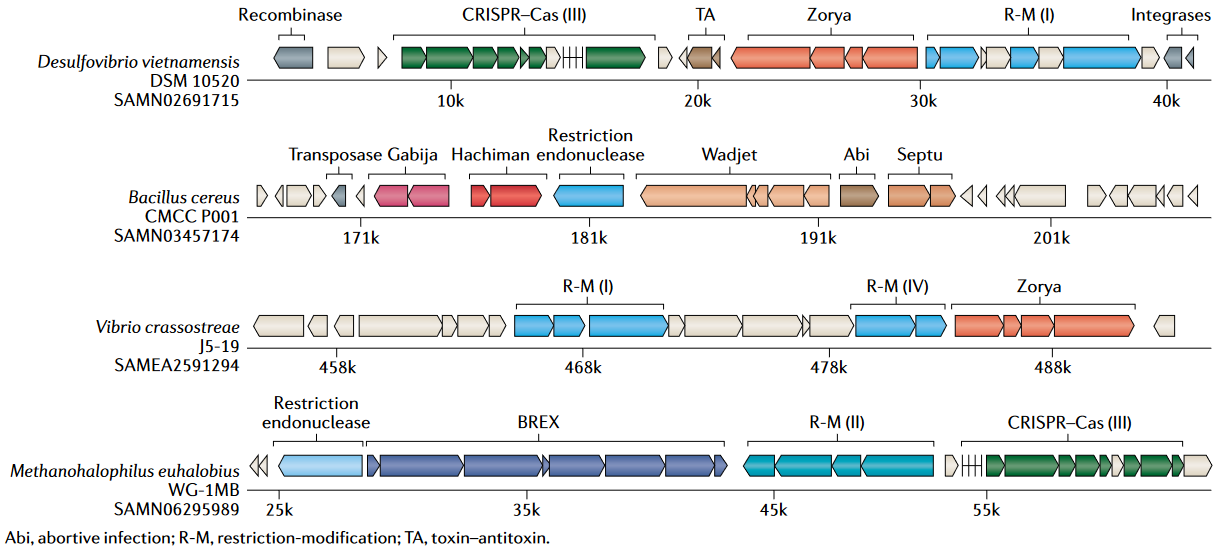 Recombinase CRISPR–Cas (III) TA Zorya R-M (I) Integrases
Desulfovibrio vietnamensis
DSM 10520
SAMN02691715
10k 20k 30k 40k
Restriction
Transposase Gabija Hachiman endonuclease Wadjet Abi Septu
Bacillus cereus
CMCC P001
SAMN03457174
171k 181k 191k 201k
R-M (I) R-M (IV) Zorya
Vibrio crassostreae
J5-19
SAMEA2591294
458k 468k 478k 488k
Restriction
endonuclease BREX R-M (II) CRISPR–Cas (III)
Methanohalophilus euhalobius
WG-1MB
SAMN06295989
25k 35k 45k 55k
Abi, abortive infection; R-M, restriction-modification; TA, toxin–antitoxin.